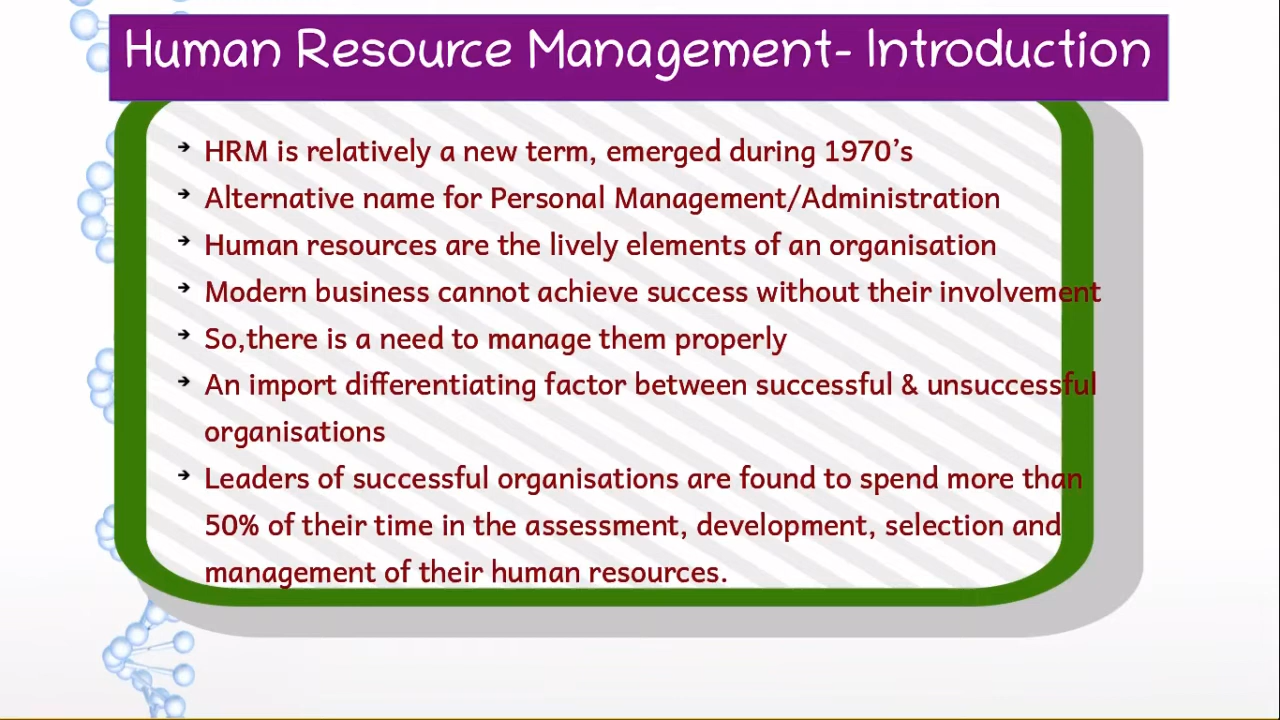 Human Resource Management- Introduction
HRM is relatively a new term, emerged during 1970’s
Alternative name for Personal Management/Administration
Human resources are the lively elements of an organisation
Modern business cannot achieve success without their involvement
So,there is a need to manage them properly
An import differentiating factor between successful & unsuccessful
organisations
Leaders of successful organisations are found to spend more than
50% of their time in the assessment, development, selection and
management of their human resources.